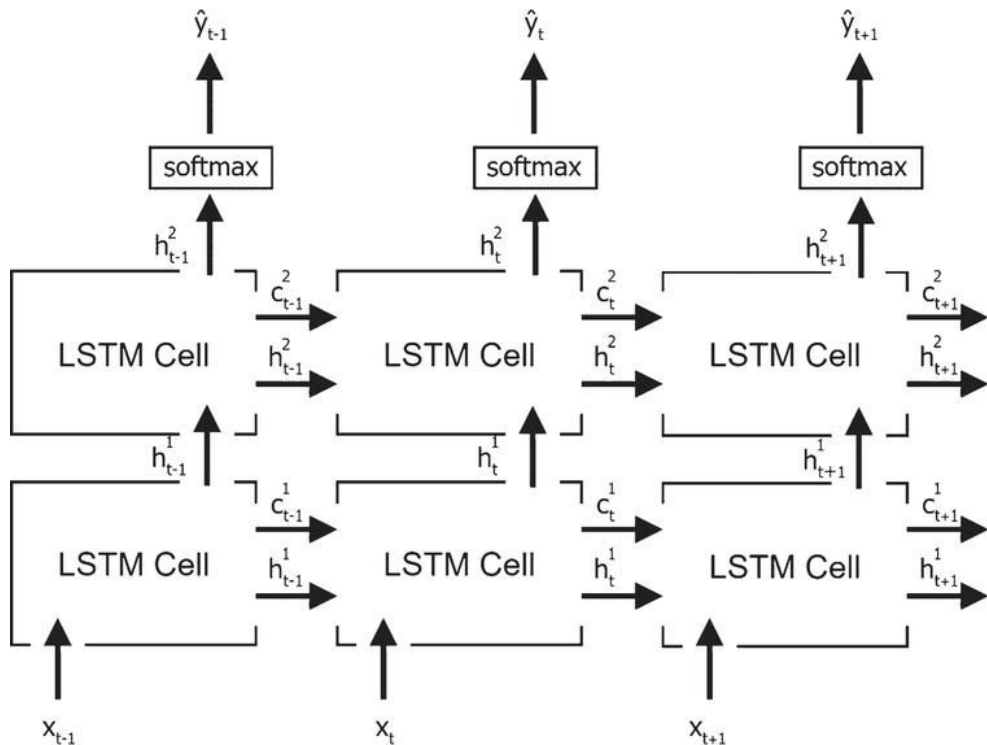 ŷt-1 ŷt ŷt+1
softmax softmax softmax
h²t-1 h²t h²t+1
c²t-1 c²t c²t+1
LSTM Cell LSTM Cell LSTM Cell
h²t-1 h²t h²t+1
h¹t-1 h¹t h¹t+1
c¹t-1 c¹t c¹t+1
LSTM Cell LSTM Cell LSTM Cell
h¹t-1 h¹t h¹t+1
xt-1 xt xt+1